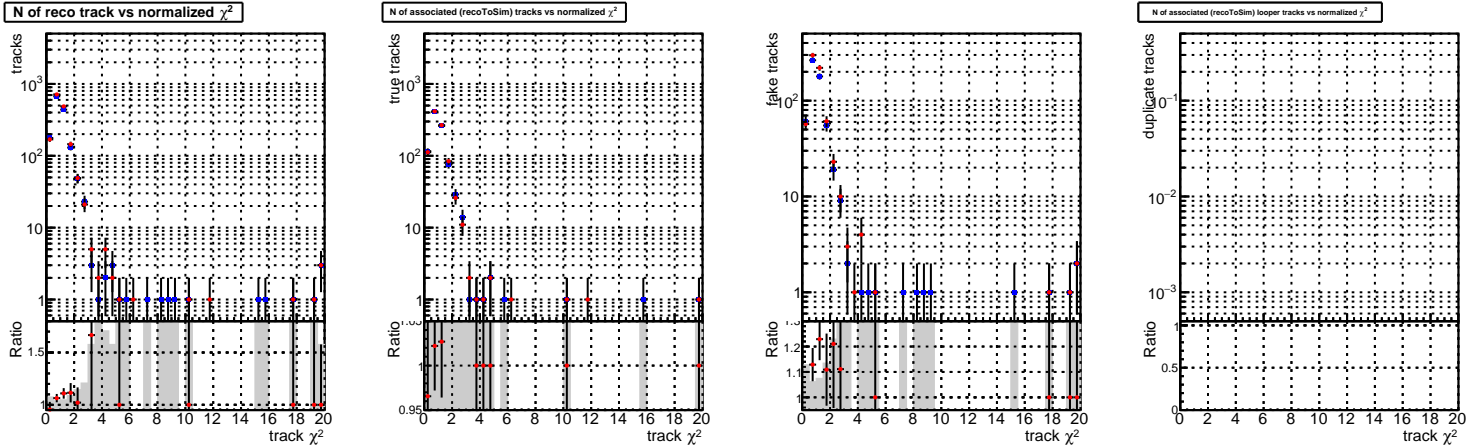 N of reco track vs normalized χ²
tracks
10³
10²
10
1
Ratio
1.5
1
0 2 4 6 8 10 12 14 16 18 20
track χ²
N of associated (recoToSim) tracks vs normalized χ²
true tracks
10³
10²
10
1
Ratio
1.05
1
0.95
0 2 4 6 8 10 12 14 16 18 20
track χ²
fake tracks
10²
10
1
Ratio
1.3
1.2
1.1
1
0 2 4 6 8 10 12 14 16 18 20
track χ²
N of associated (recoToSim) looper tracks vs normalized χ²
duplicate tracks
10⁻¹
10⁻²
10⁻³
Ratio
1
0.5
0
0 2 4 6 8 10 12 14 16 18 20
track χ²